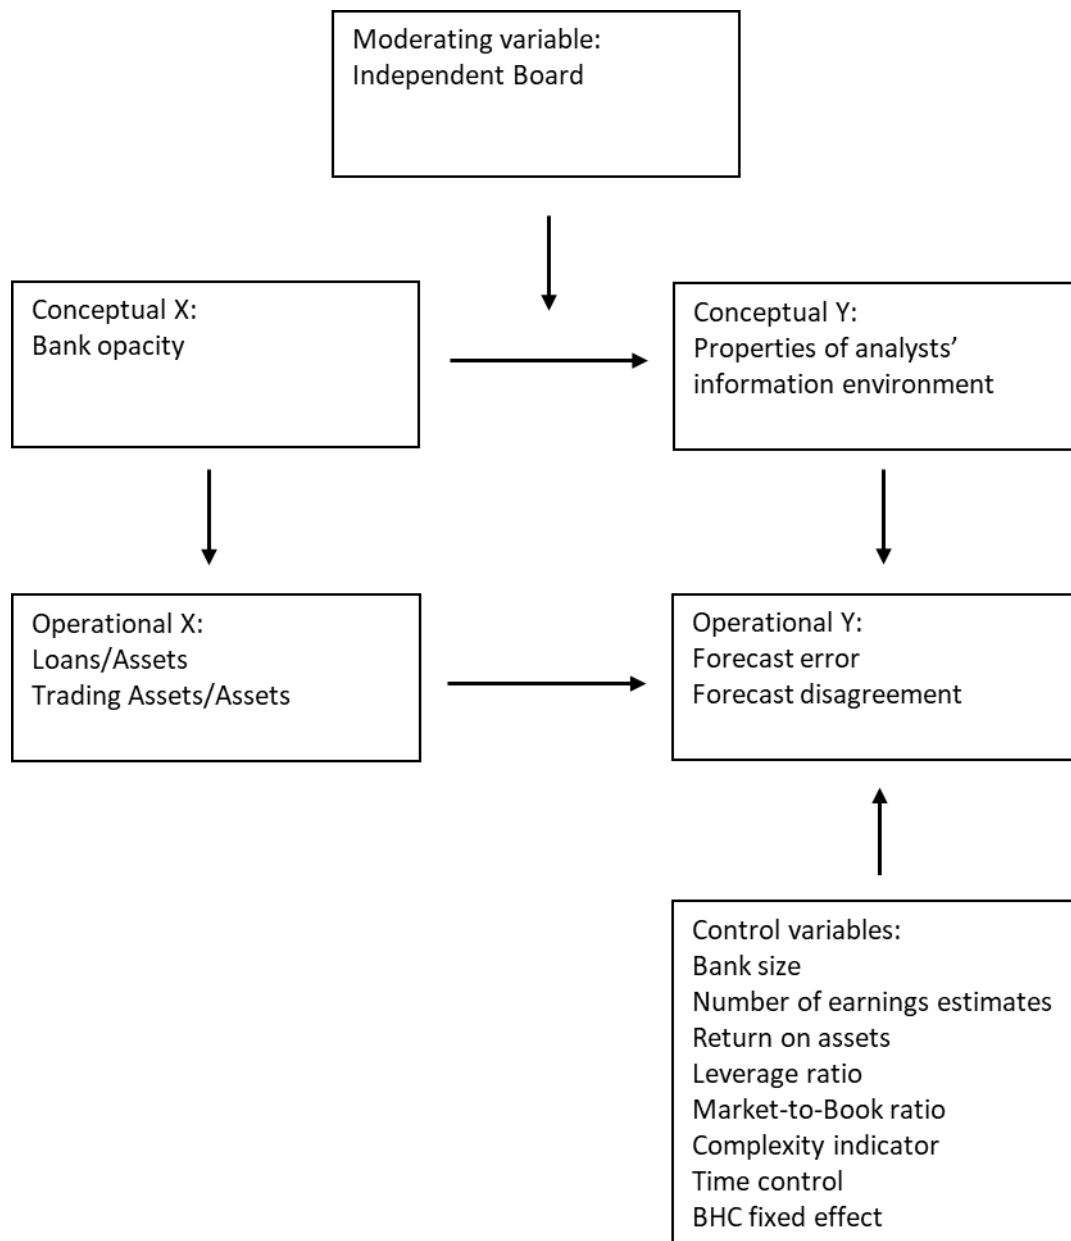 Moderating variable:
Independent Board
Conceptual X:
Bank opacity
Conceptual Y:
Properties of analysts’
information environment
Operational X:
Loans/Assets
Trading Assets/Assets
Operational Y:
Forecast error
Forecast disagreement
Control variables:
Bank size
Number of earnings estimates
Return on assets
Leverage ratio
Market-to-Book ratio
Complexity indicator
Time control
BHC fixed effect